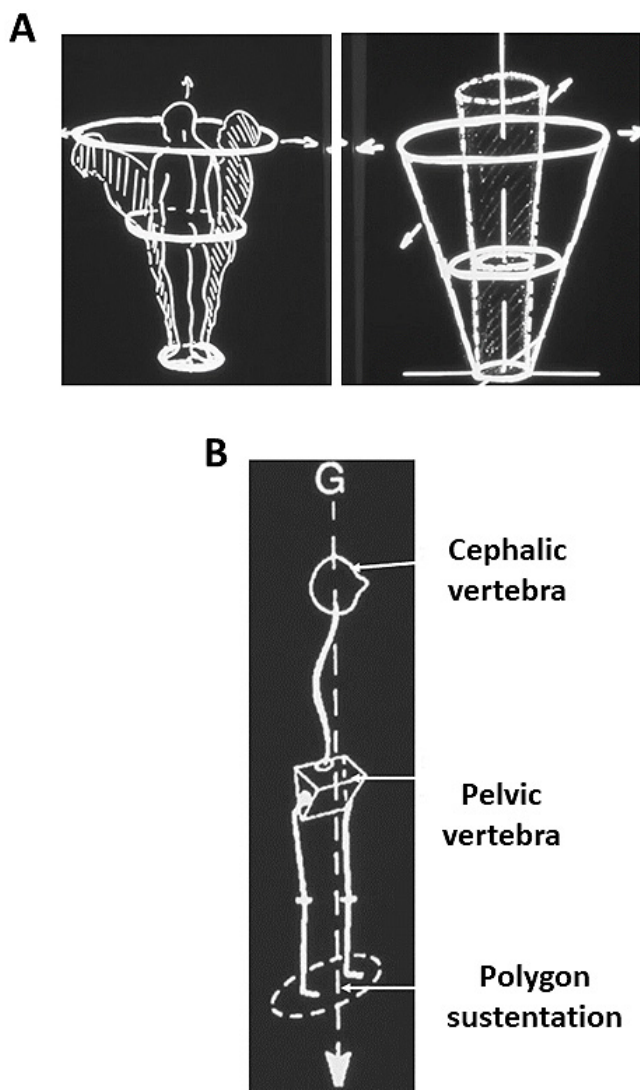 A
B
G
Cephalic
vertebra
Pelvic
vertebra
Polygon
sustentation